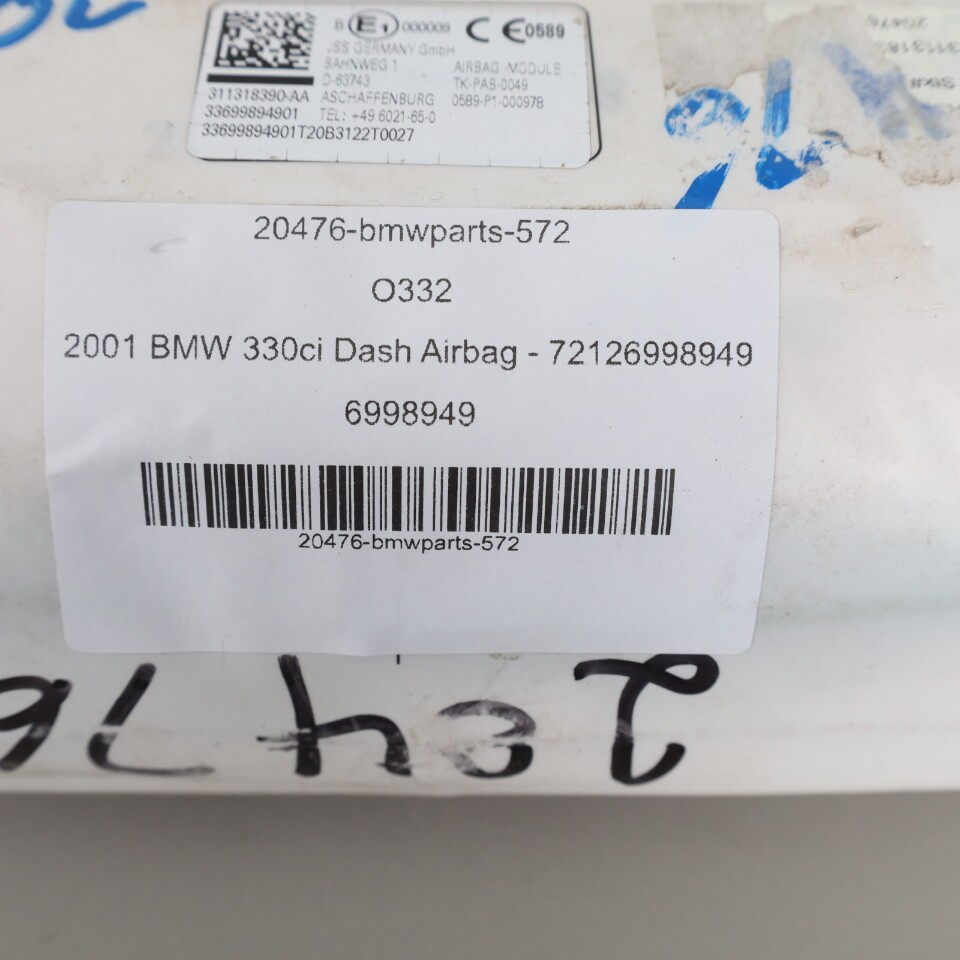 B E1 000009 CE0589
JSS GERMANY GmbH
BAHNWEG 1 AIRBAG-MODULE
D-63743 TK-PAB-0049
311318390-AA ASCHAFFENBURG 0589-P1-000978
33699894901 TEL: +49 6021-65-0
33699894901T20B3122T0027
20476
20476-bmwparts-572
O332
2001 BMW 330ci Dash Airbag - 72126998949
6998949
20476-bmwparts-572
20476